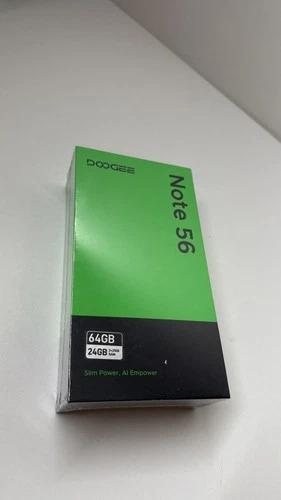 DOOGEE
Note 56
64GB
24GB
Slim Power, AI Empower